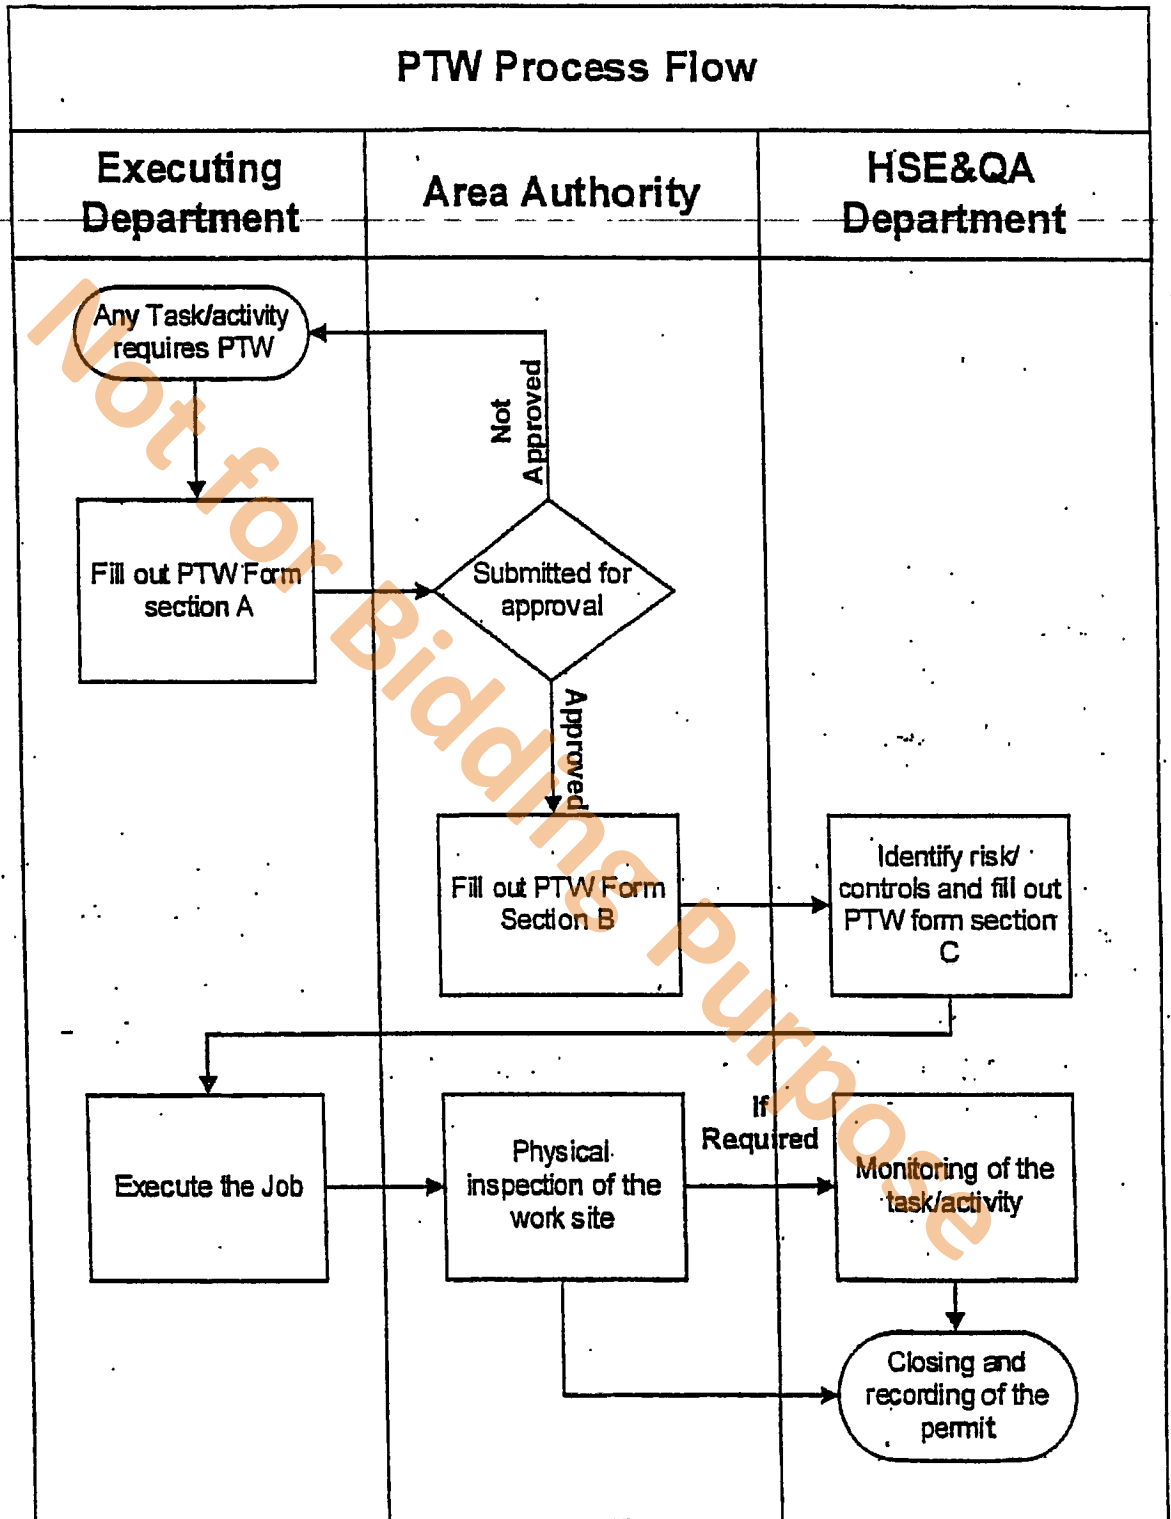 PTW Process Flow
Executing
Department
Area Authority
HSE&QA
Department
Any Task/activity
requires PTW
Not
Approved
Fill out PTW Form
section A
Submitted for
approval
Approved
Fill out PTW Form
Section B
Identify risk/
controls and fill out
PTW form section
C
Execute the Job
Physical
inspection of the
work site
If
Required
Monitoring of the
task/activity
Closing and
recording of the
permit
Not for Bidding Purpose